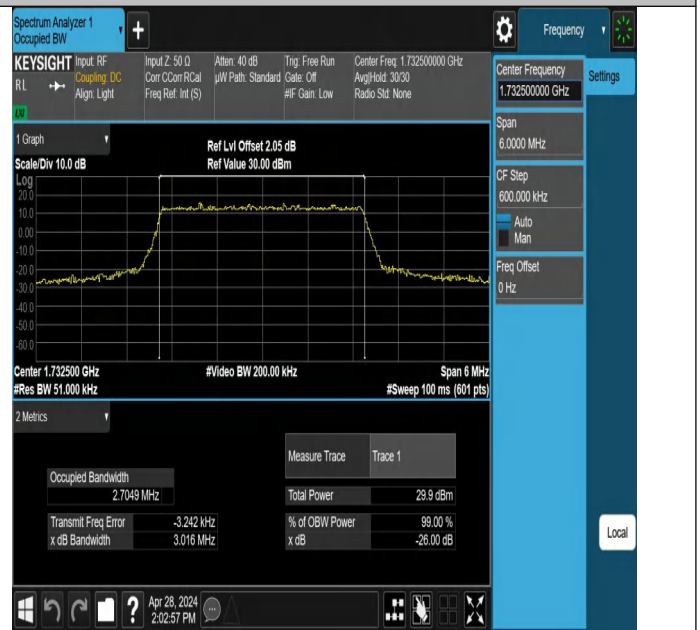 Spectrum Analyzer 1
Occupied BW
+
Frequency
KEYSIGHT
RL
Input: RF
Coupling: DC
Align: Light
Input Z: 50 Ω
Corr CCorr RCal
Freq Ref: Int (S)
Atten: 40 dB
µW Path: Standard
Trig: Free Run
Gate: Off
#IF Gain: Low
Center Freq: 1.732500000 GHz
Avg|Hold: 30/30
Radio Std: None
Center Frequency
1.732500000 GHz
Settings
Span
6.0000 MHz
CF Step
600.000 kHz
Auto
Man
Freq Offset
0 Hz
Local
1 Graph
Scale/Div 10.0 dB
Ref Lvl Offset 2.05 dB
Ref Value 30.00 dBm
Log
20.0
10.0
0.00
-10.0
-20.0
-30.0
-40.0
-50.0
-60.0
Center 1.732500 GHz
#Res BW 51.000 kHz
#Video BW 200.00 kHz
Span 6 MHz
#Sweep 100 ms (601 pts)
2 Metrics
Measure Trace Trace 1
Occupied Bandwidth
2.7049 MHz
Total Power 29.9 dBm
Transmit Freq Error -3.242 kHz
% of OBW Power 99.00 %
x dB Bandwidth 3.016 MHz
x dB -26.00 dB
?
Apr 28, 2024
2:02:57 PM